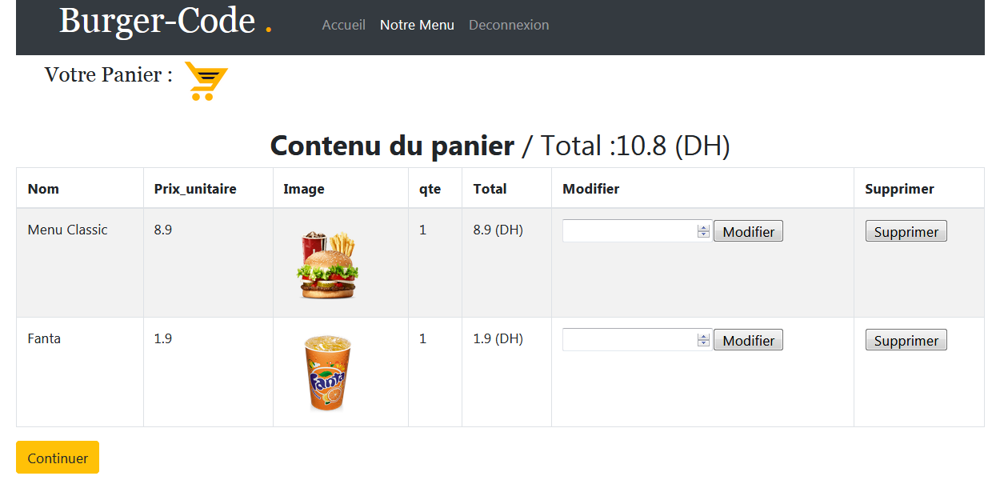 Burger-Code .
Accueil Notre Menu Deconnexion
Votre Panier :
Contenu du panier / Total :10.8 (DH)
Nom Prix_unitaire Image qte Total Modifier Supprimer
Menu Classic 8.9 1 8.9 (DH) Modifier Supprimer
Fanta 1.9 1 1.9 (DH) Modifier Supprimer
Fanta
Continuer